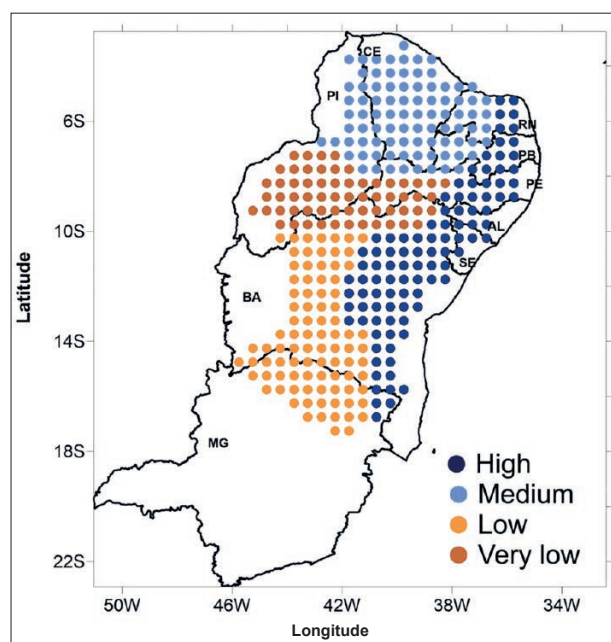 CE
PI
6S
RN
PB
PE
10S
AL
SE
BA
14S
MG
18S
22S
Latitude
High
Medium
Low
Very low
50W 46W 42W 38W 34W
Longitude